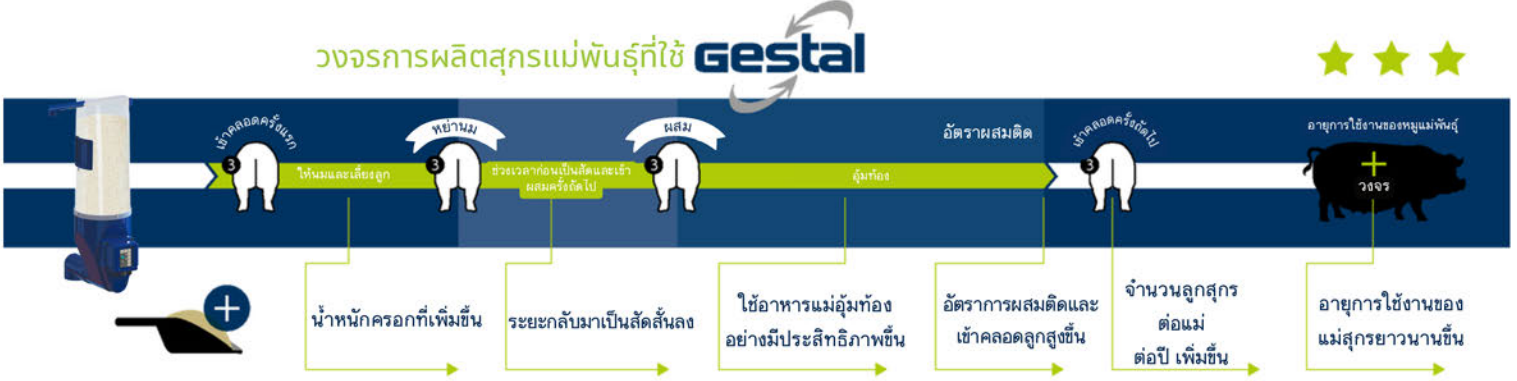 วงจรการผลิตสุกรแม่พันธุ์ที่ใช้ Gestal
เข้าคลอดครั้งแรก
หย่านม
ผสม
อัตราผสมติด
เข้าคลอดครั้งถัดไป
อายุการใช้งานของหมูแม่พันธุ์
3
ให้นมและเลี้ยงลูก
3
ช่วงเวลาก่อนเป็นสัดและเข้า
ผสมครั้งถัดไป
3
อุ้มท้อง
3
+
วงจร
+
น้ำหนักครอกที่เพิ่มขึ้น
ระยะกลับมาเป็นสัดสั้นลง
ใช้อาหารแม่อุ้มท้อง
อย่างมีประสิทธิภาพขึ้น
อัตราการผสมติดและ
เข้าคลอดลูกสูงขึ้น
จำนวนลูกสุกร
ต่อแม่
ต่อปี เพิ่มขึ้น
อายุการใช้งานของ
แม่สุกรยาวนานขึ้น